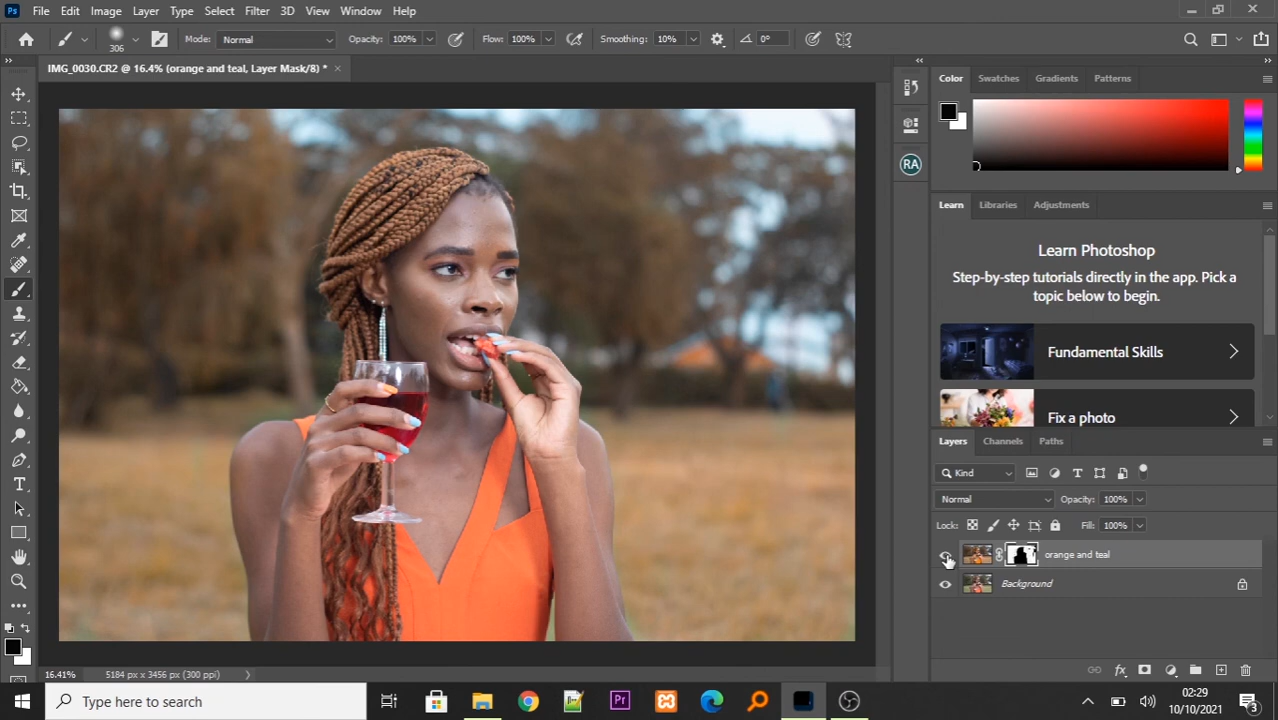 Ps File Edit Image Layer Type Select Filter 3D View Window Help
306 Mode: Normal Opacity: 100% Flow: 100% Smoothing: 10% 0°
IMG_0030.CR2 @ 16.4% (orange and teal, Layer Mask/8) *
Color Swatches Gradients Patterns
RA
Learn Libraries Adjustments
Learn Photoshop
Step-by-step tutorials directly in the app. Pick a
topic below to begin.
Fundamental Skills
Fix a photo
Layers Channels Paths
Kind
Normal Opacity: 100%
Lock: Fill: 100%
orange and teal
Background
16.41% 5184 px x 3456 px (300 ppi)
Type here to search
Pr
02:29
10/10/2021
3